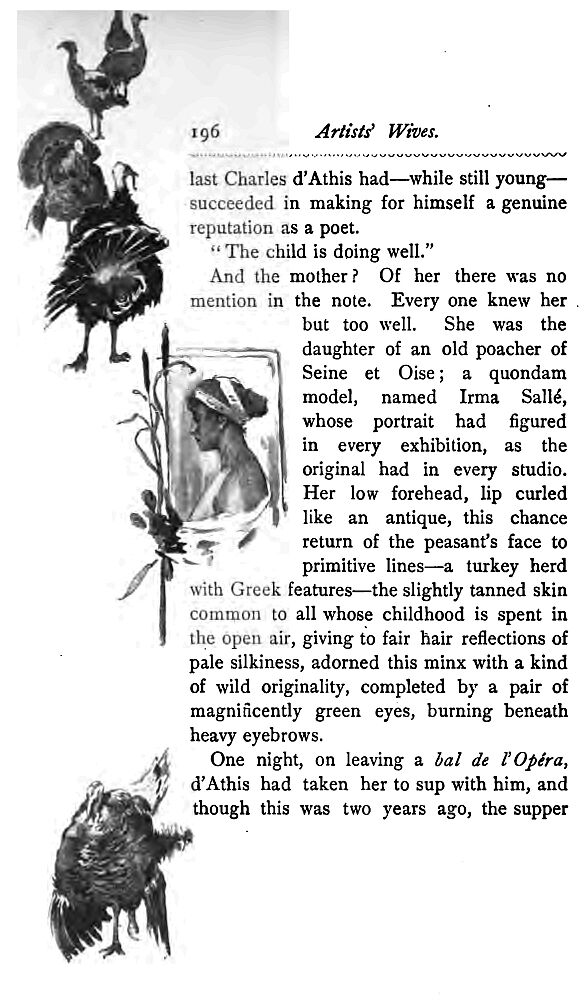 196 Artists' Wives.
last Charles d'Athis had—while still young—
succeeded in making for himself a genuine
reputation as a poet.
"The child is doing well."
And the mother? Of her there was no
mention in the note. Every one knew her
but too well. She was the
daughter of an old poacher of
Seine et Oise; a quondam
model, named Irma Sallé,
whose portrait had figured
in every exhibition, as the
original had in every studio.
Her low forehead, lip curled
like an antique, this chance
return of the peasant's face to
primitive lines—a turkey herd
with Greek features—the slightly tanned skin
common to all whose childhood is spent in
the open air, giving to fair hair reflections of
pale silkiness, adorned this minx with a kind
of wild originality, completed by a pair of
magnificently green eyes, burning beneath
heavy eyebrows.
One night, on leaving a bal de l'Opéra,
d'Athis had taken her to sup with him, and
though this was two years ago, the supper